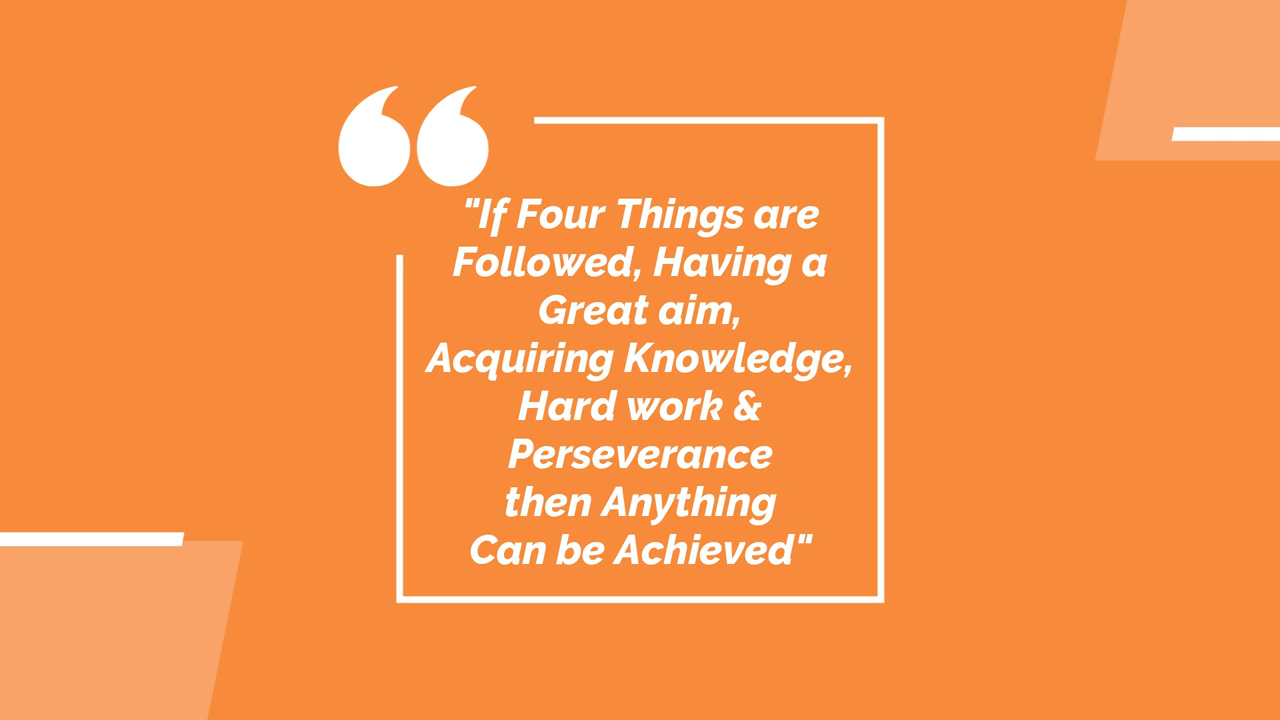 "If Four Things are
Followed, Having a
Great aim,
Acquiring Knowledge,
Hard work &
Perseverance
then Anything
Can be Achieved"